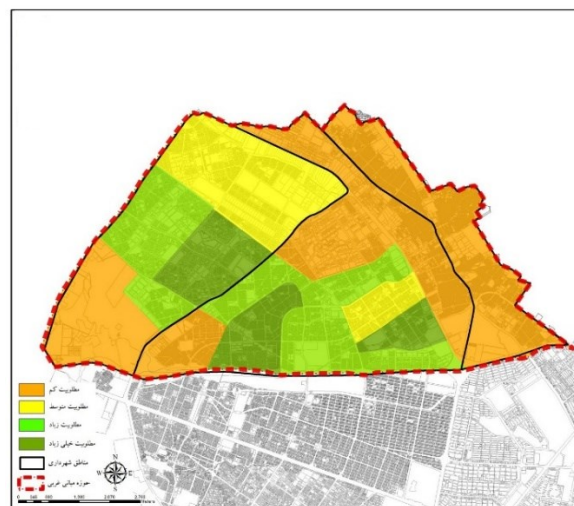 مطلوبیت کم
مطلوبیت متوسط
مطلوبیت زیاد
مطلوبیت خیلی زیاد
مناطق شهرداری
حوزه میانی غربی
N
W
E
S